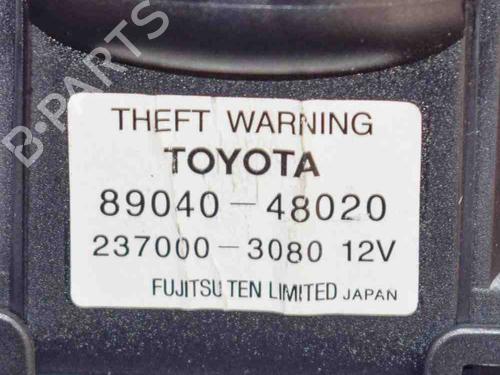 B-PARTS
THEFT WARNING
TOYOTA
89040-48020
237000-3080 12V
FUJITSU TEN LIMITED JAPAN